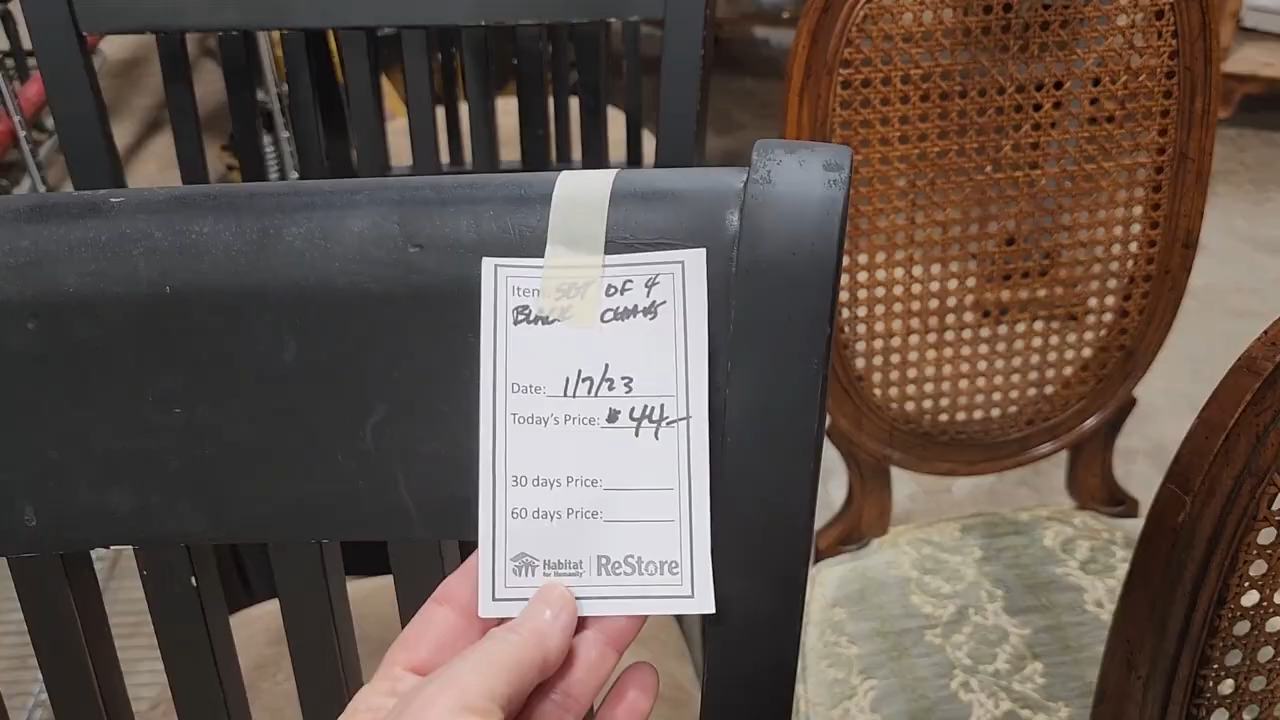 Item: SET OF 4
BLACK CHAIRS
Date: 1/7/23
Today's Price: $44-
30 days Price:
60 days Price:
Habitat for Humanity® | ReStore